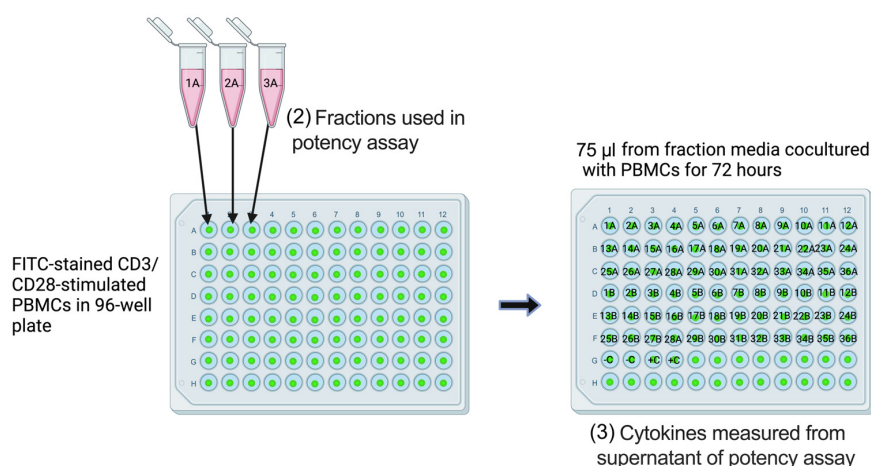 1A 2A 3A
(2) Fractions used in
potency assay
FITC-stained CD3/
CD28-stimulated
PBMCs in 96-well
plate
4 5 6 7 8 9 10 11 12
A
B
C
D
E
F
G
H
75 µl from fraction media cocultured
with PBMCs for 72 hours
1 2 3 4 5 6 7 8 9 10 11 12
A 1A 2A 3A 4A 5A 6A 7A 8A 9A 10A 11A 12A
B 13A 14A 15A 16A 17A 18A 19A 20A 21A 22A 23A 24A
C 25A 26A 27A 28A 29A 30A 31A 32A 33A 34A 35A 36A
D 1B 2B 3B 4B 5B 6B 7B 8B 9B 10B 11B 12B
E 13B 14B 15B 16B 17B 18B 19B 20B 21B 22B 23B 24B
F 25B 26B 27B 28A 29B 30B 31B 32B 33B 34B 35B 36B
G -C -C +C +C
H
(3) Cytokines measured from
supernatant of potency assay